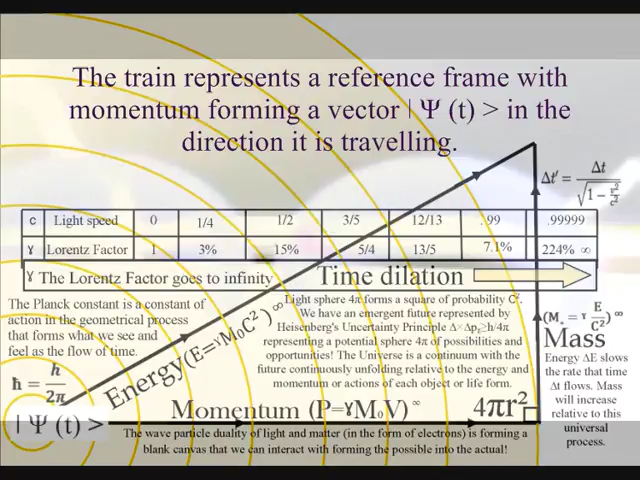 The train represents a reference frame with
momentum forming a vector | Ψ (t) > in the
direction it is travelling.
Δt' = Δt / √1 - v²/C²
c Light speed 0 1/4 1/2 3/5 12/13 .99 .99999
γ Lorentz Factor 1 3% 15% 5/4 13/5 7.1% 224% ∞
γ The Lorentz Factor goes to infinity
Time dilation
The Planck constant is a constant of
action in the geometrical process
that forms what we see and
feel as the flow of time.
ħ = h / 2π
| Ψ (t) >
Energy (E=γM₀C²)∞
Light sphere 4π forms a square of probability C².
We have an emergent future represented by
Heisenberg's Uncertainty Principle Δ×Δpₓ≥h/4π
representing a potential sphere 4π of possibilities and
opportunities! The Universe is a continuum with the
future continuously unfolding relative to the energy and
momentum or actions of each object or life form.
Momentum (P=γM₀V)∞
4πr²
The wave particle duality of light and matter (in the form of electrons) is forming a
blank canvas that we can interact with forming the possible into the actual!
(M = γ E / C²)∞
Mass
Energy ΔE slows
the rate that time
Δt flows. Mass
will increase
relative to this
universal
process.